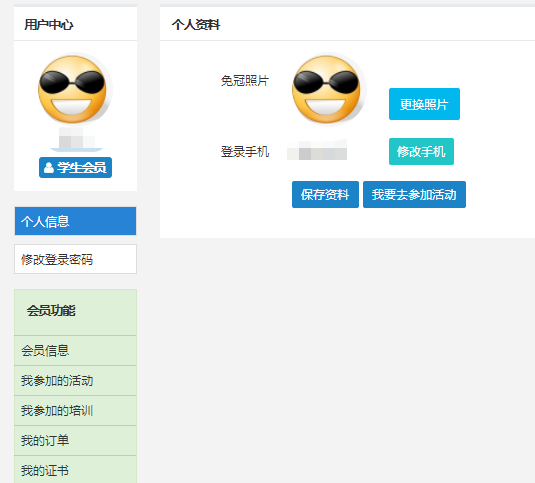 用户中心
学生会员
个人信息
修改登录密码
会员功能
会员信息
我参加的活动
我参加的培训
我的订单
我的证书
个人资料
免冠照片
更换照片
登录手机
修改手机
保存资料
我要去参加活动